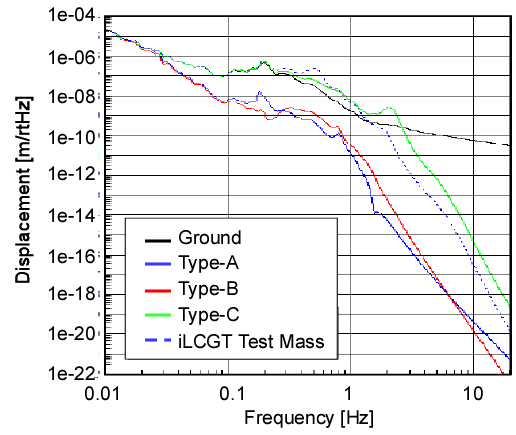 1e-04
1e-06
1e-08
1e-10
1e-12
1e-14
1e-16
1e-18
1e-20
1e-22
Displacement [m/rtHz]
Ground
Type-A
Type-B
Type-C
iLCGT Test Mass
0.01
0.1
1
10
Frequency [Hz]